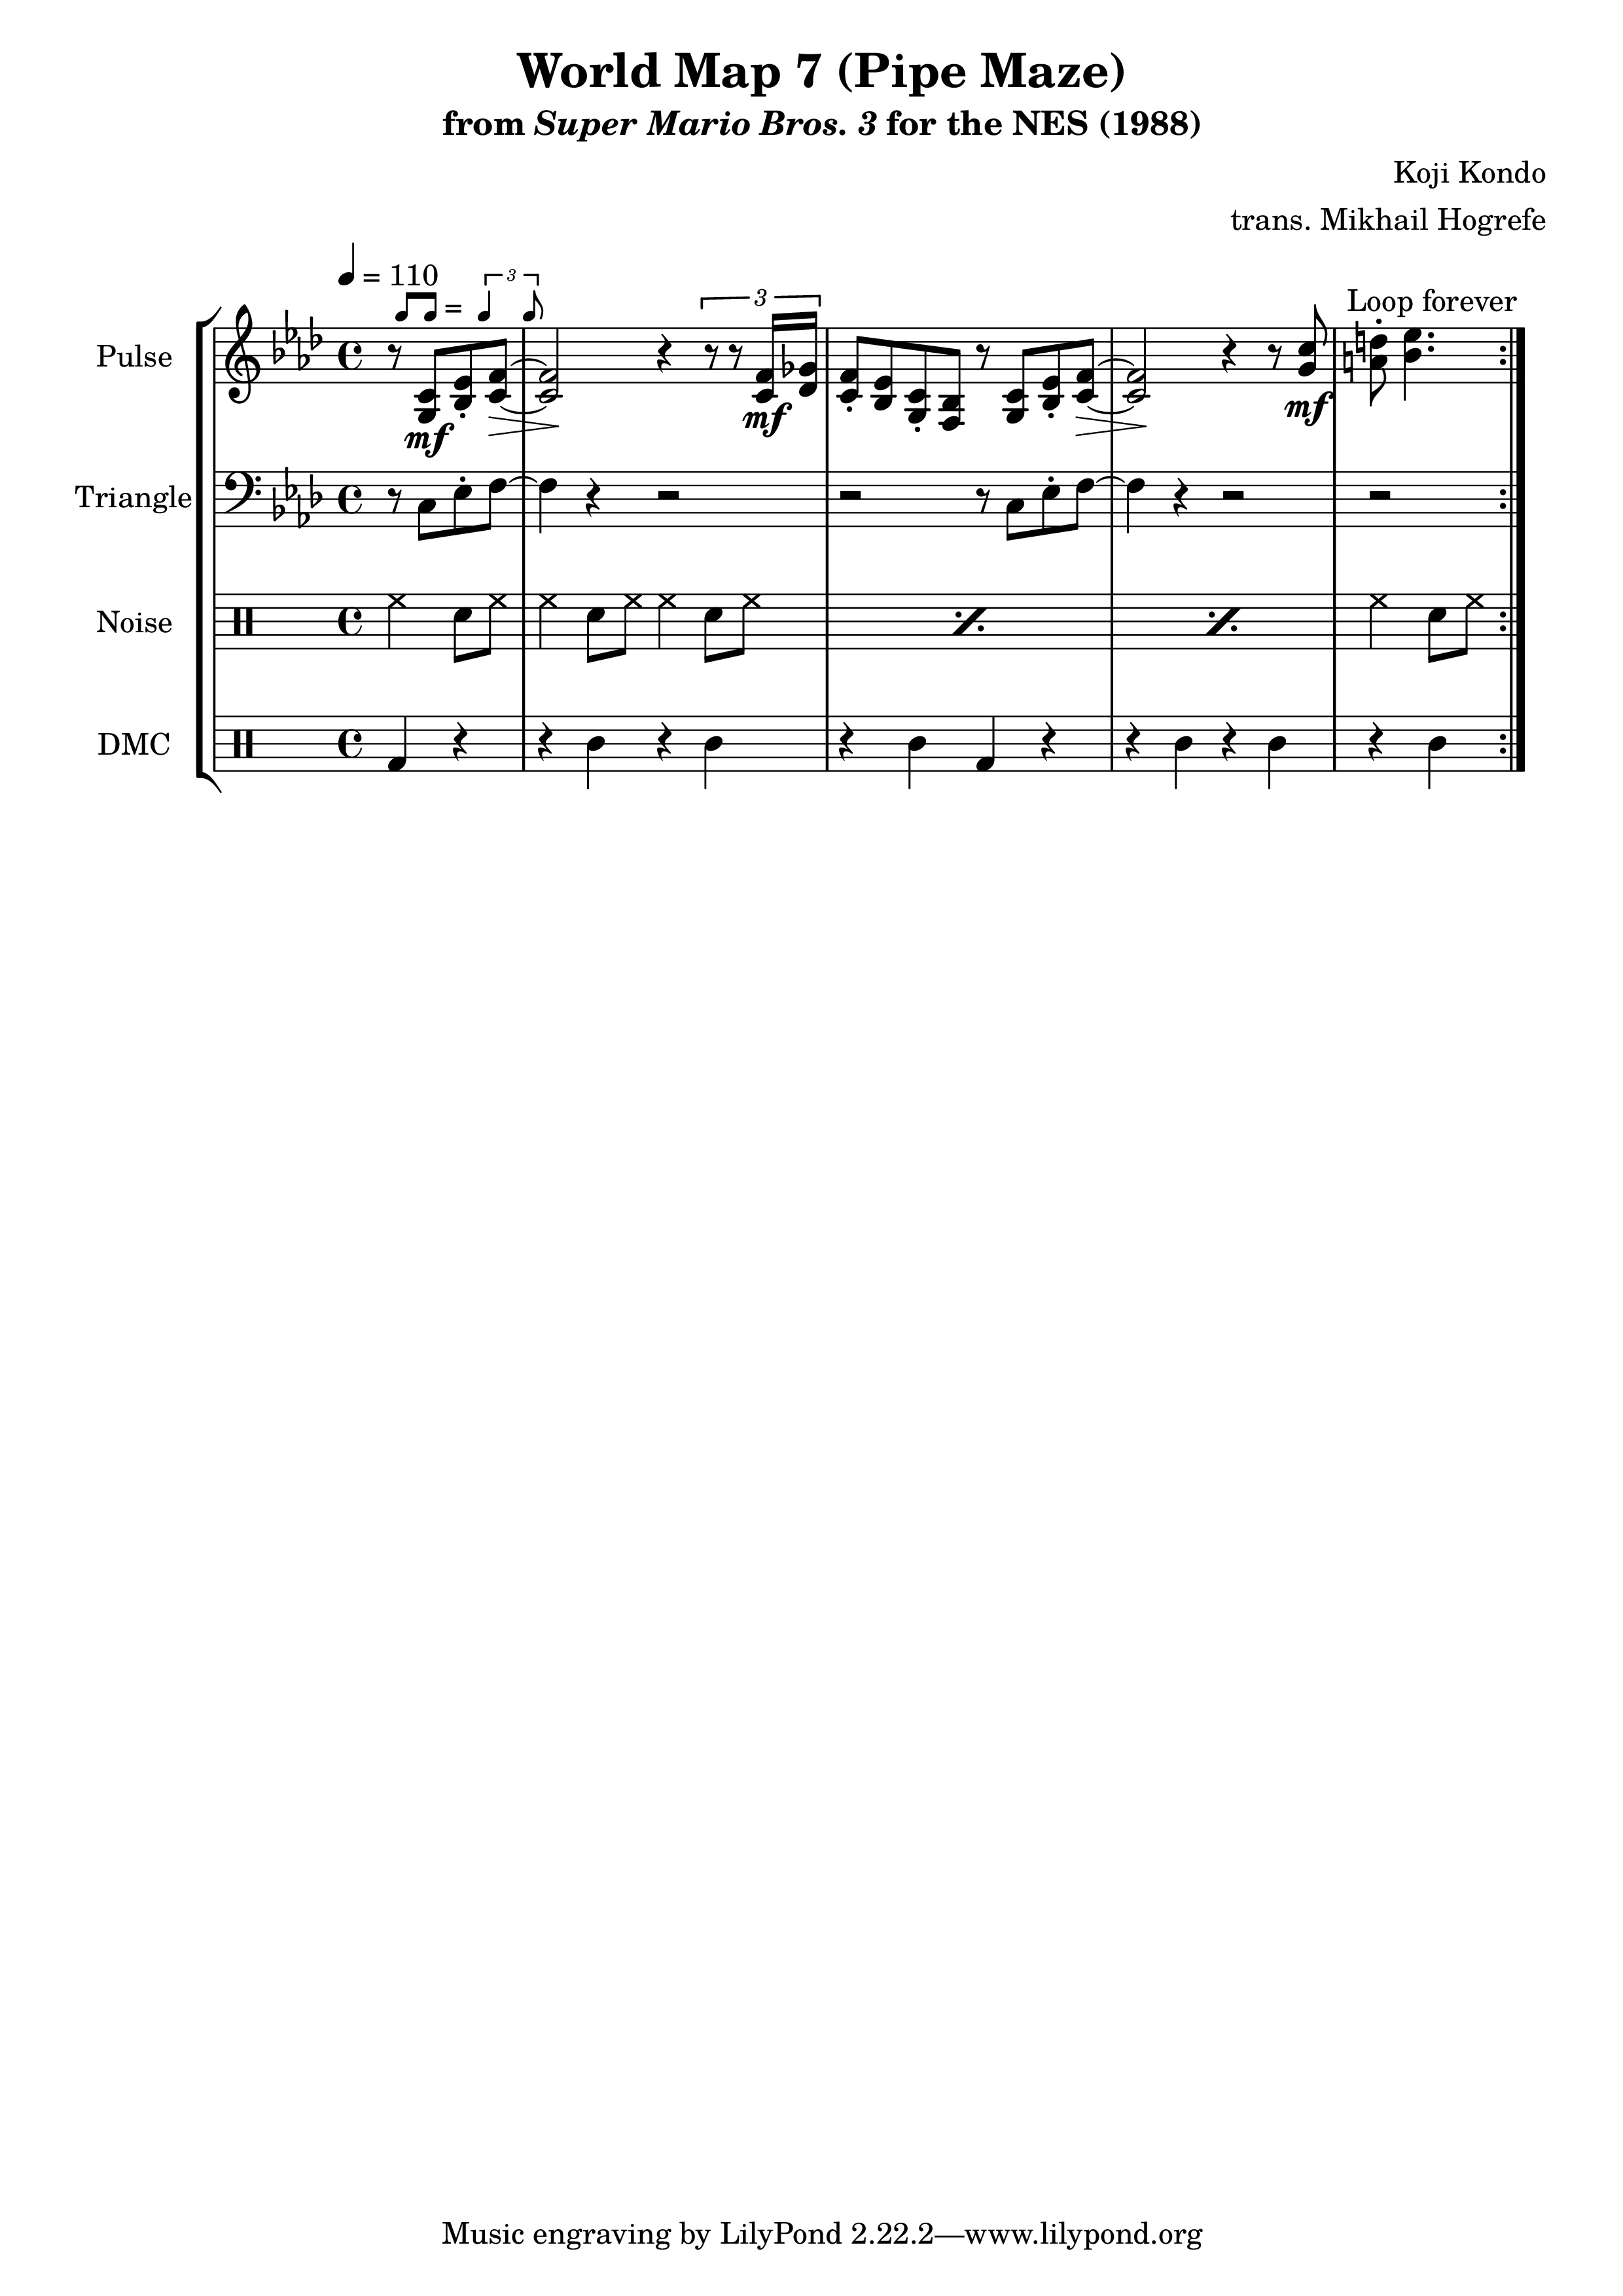 World Map 7 (Pipe Maze)
from Super Mario Bros. 3 for the NES (1988)
Koji Kondo
trans. Mikhail Hogrefe
= 110
= 3
Loop forever
3
Pulse
mf mf mf
Triangle
Noise
DMC
Music engraving by LilyPond 2.22.2—www.lilypond.org